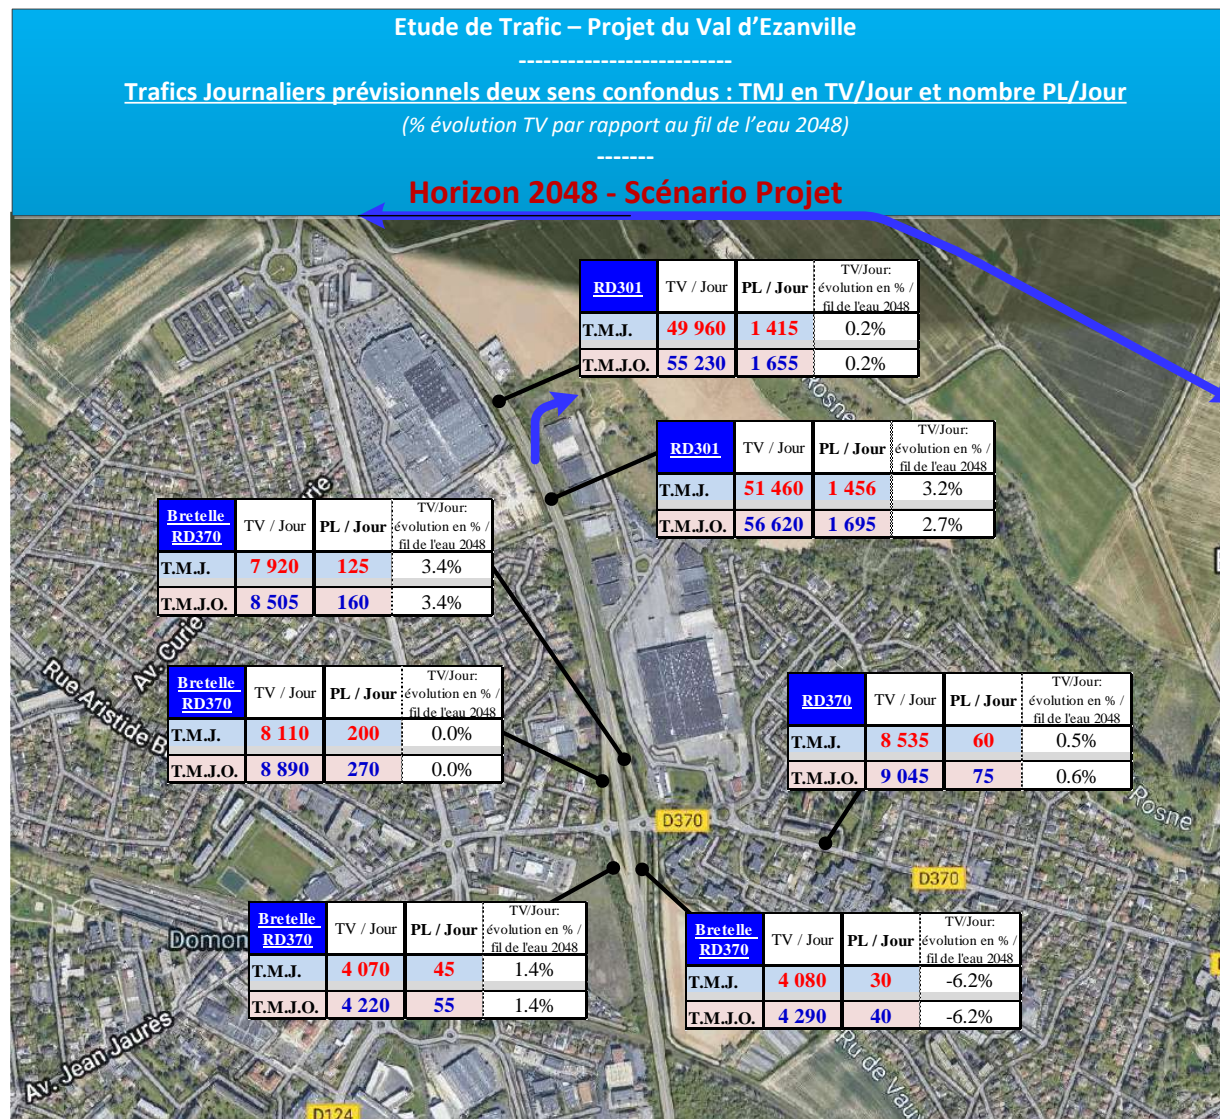 Etude de Trafic – Projet du Val d'Ezanville
--------------------------
Trafics Journaliers prévisionnels deux sens confondus : TMJ en TV/Jour et nombre PL/Jour
(% évolution TV par rapport au fil de l'eau 2048)
-------
Horizon 2048 - Scénario Projet
RD301 TV / Jour PL / Jour TV/Jour: évolution en % / fil de l'eau 2048
T.M.J. 49 960 1 415 0.2%
T.M.J.O. 55 230 1 655 0.2%
Rosne
RD301 TV / Jour PL / Jour TV/Jour: évolution en % / fil de l'eau 2048
T.M.J. 51 460 1 456 3.2%
T.M.J.O. 56 620 1 695 2.7%
Bretelle RD370 TV / Jour PL / Jour TV/Jour: évolution en % / fil de l'eau 2048
T.M.J. 7 920 125 3.4%
T.M.J.O. 8 505 160 3.4%
Av. Curie
Rue Aristide
Bretelle RD370 TV / Jour PL / Jour TV/Jour: évolution en % / fil de l'eau 2048
T.M.J. 8 110 200 0.0%
T.M.J.O. 8 890 270 0.0%
RD370 TV / Jour PL / Jour TV/Jour: évolution en % / fil de l'eau 2048
T.M.J. 8 535 60 0.5%
T.M.J.O. 9 045 75 0.6%
Rosne
D370
D370
Bretelle RD370 TV / Jour PL / Jour TV/Jour: évolution en % / fil de l'eau 2048
T.M.J. 4 070 45 1.4%
T.M.J.O. 4 220 55 1.4%
Bretelle RD370 TV / Jour PL / Jour TV/Jour: évolution en % / fil de l'eau 2048
T.M.J. 4 080 30 -6.2%
T.M.J.O. 4 290 40 -6.2%
Domon
Av. Jean Jaurès
Ru de Vaux
D124